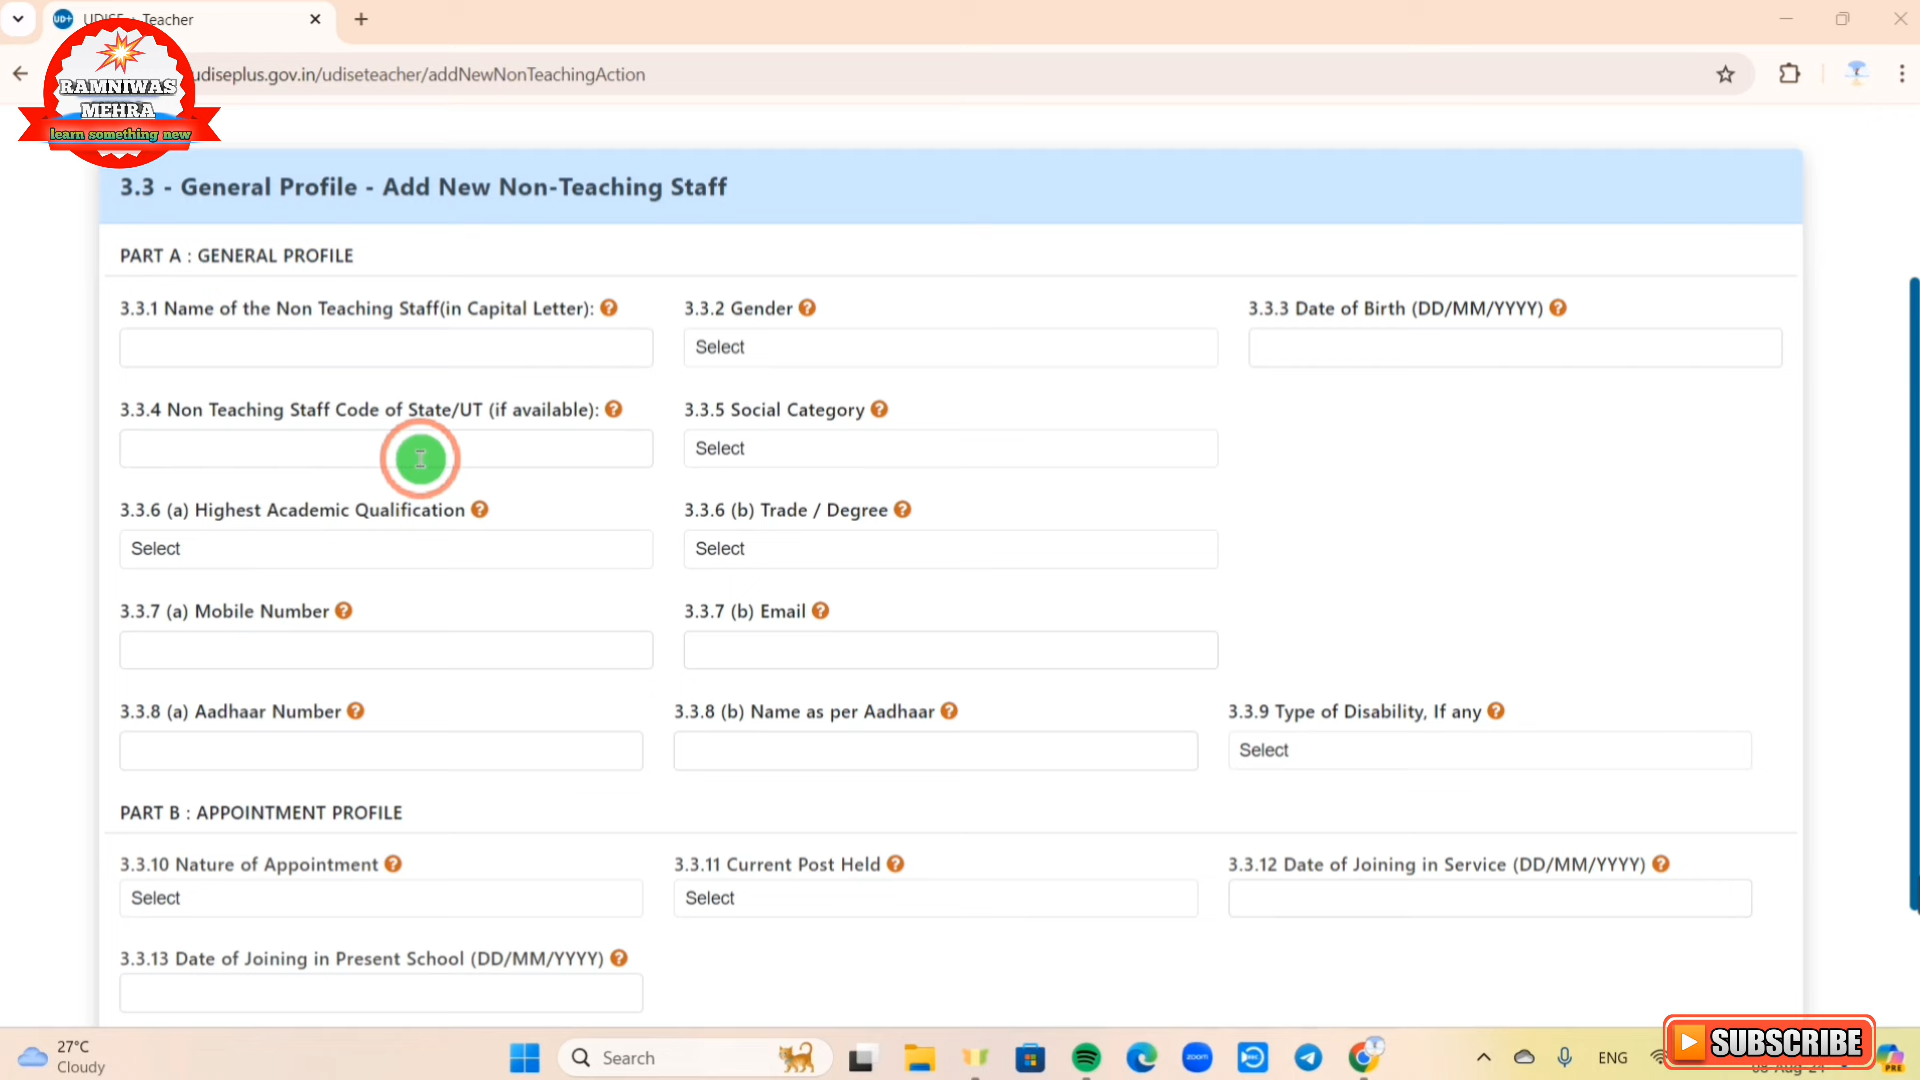 Teacher
udiseplus.gov.in/udiseteacher/addNewNonTeachingAction
RAMNIWAS
MEHRA
learn something new
3.3 - General Profile - Add New Non-Teaching Staff
PART A : GENERAL PROFILE
3.3.1 Name of the Non Teaching Staff(in Capital Letter):
3.3.2 Gender
3.3.3 Date of Birth (DD/MM/YYYY)
Select
3.3.4 Non Teaching Staff Code of State/UT (if available):
3.3.5 Social Category
Select
3.3.6 (a) Highest Academic Qualification
3.3.6 (b) Trade / Degree
Select
Select
3.3.7 (a) Mobile Number
3.3.7 (b) Email
3.3.8 (a) Aadhaar Number
3.3.8 (b) Name as per Aadhaar
3.3.9 Type of Disability, If any
Select
PART B : APPOINTMENT PROFILE
3.3.10 Nature of Appointment
3.3.11 Current Post Held
3.3.12 Date of Joining in Service (DD/MM/YYYY)
Select
Select
3.3.13 Date of Joining in Present School (DD/MM/YYYY)
27°C
Cloudy
Search
zoom
ENG
SUBSCRIBE
08-Aug-24
PRE